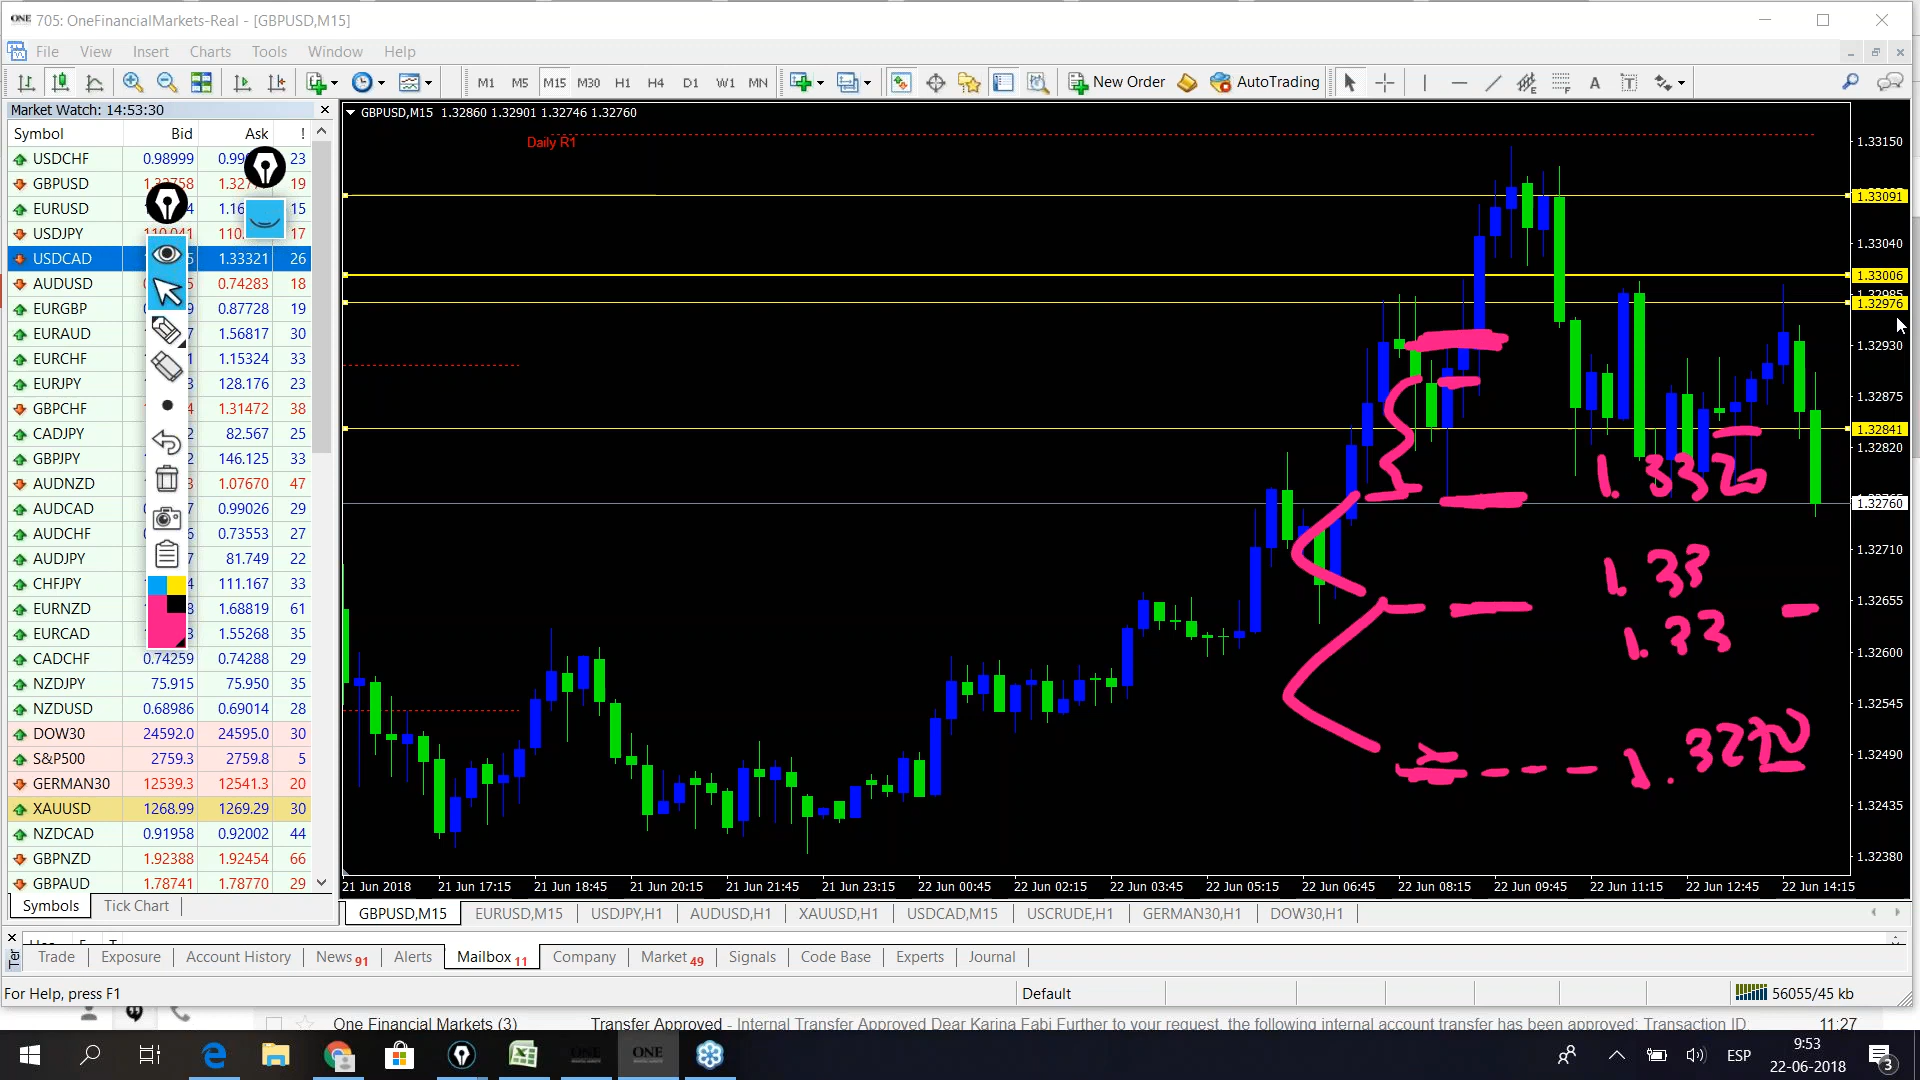 ONE 705: OneFinancialMarkets-Real - [GBPUSD,M15]
File View Insert Charts Tools Window Help
M1 M5 M15 M30 H1 H4 D1 W1 MN New Order AutoTrading A T
Market Watch: 14:53:30
Symbol Bid Ask !
USDCHF 0.98999 23
GBPUSD 19
EURUSD 15
USDJPY 110.041 17
USDCAD 1.33321 26
AUDUSD 0.74283 18
EURGBP 0.87728 19
EURAUD 1.56817 30
EURCHF 1.15324 33
EURJPY 128.176 23
GBPCHF 1.31472 38
CADJPY 82.567 25
GBPJPY 146.125 33
AUDNZD 1.07670 47
AUDCAD 0.99026 29
AUDCHF 0.73553 27
AUDJPY 81.749 22
CHFJPY 111.167 33
EURNZD 1.68819 61
EURCAD 1.55268 35
CADCHF 0.74259 0.74288 29
NZDJPY 75.915 75.950 35
NZDUSD 0.68986 0.69014 28
DOW30 24592.0 24595.0 30
S&P500 2759.3 2759.8 5
GERMAN30 12539.3 12541.3 20
XAUUSD 1268.99 1269.29 30
NZDCAD 0.91958 0.92002 44
GBPNZD 1.92388 1.92454 66
GBPAUD 1.78741 1.78770 29
Symbols Tick Chart
GBPUSD,M15 1.32860 1.32901 1.32746 1.32760
Daily R1
1.33150
1.33091
1.33040
1.33006
1.32976
1.32930
1.32875
1.32841
1.32820
1.32760
1.32710
1.32655
1.32600
1.32545
1.32490
1.32435
1.32380
1.3320
1.33
1.33
1.3270
21 Jun 2018 21 Jun 17:15 21 Jun 18:45 21 Jun 20:15 21 Jun 21:45 21 Jun 23:15 22 Jun 00:45 22 Jun 02:15 22 Jun 03:45 22 Jun 05:15 22 Jun 06:45 22 Jun 08:15 22 Jun 09:45 22 Jun 11:15 22 Jun 12:45 22 Jun 14:15
GBPUSD,M15 EURUSD,M15 USDJPY,H1 AUDUSD,H1 XAUUSD,H1 USDCAD,M15 USCRUDE,H1 GERMAN30,H1 DOW30,H1
Trade Exposure Account History News 91 Alerts Mailbox 11 Company Market 49 Signals Code Base Experts Journal
For Help, press F1 Default 56055/45 kb
One Financial Markets (3) Transfer Approved - Internal Transfer Approved Dear Karina Fabi Further to your request, the following internal account transfer has been approved: Transaction ID 11:27
ONE ONE ESP 9:53
22-06-2018 3